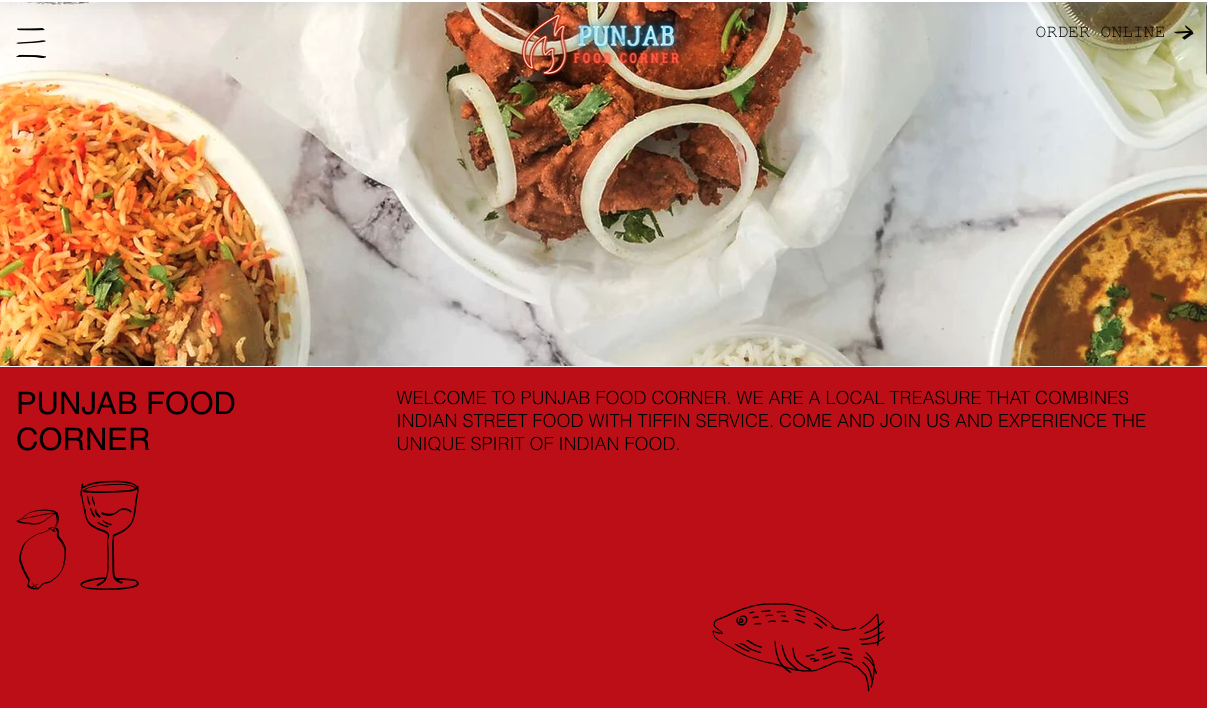 PUNJAB
FOOD CORNER
ORDER ONLINE
PUNJAB FOOD
CORNER
WELCOME TO PUNJAB FOOD CORNER. WE ARE A LOCAL TREASURE THAT COMBINES
INDIAN STREET FOOD WITH TIFFIN SERVICE. COME AND JOIN US AND EXPERIENCE THE
UNIQUE SPIRIT OF INDIAN FOOD.